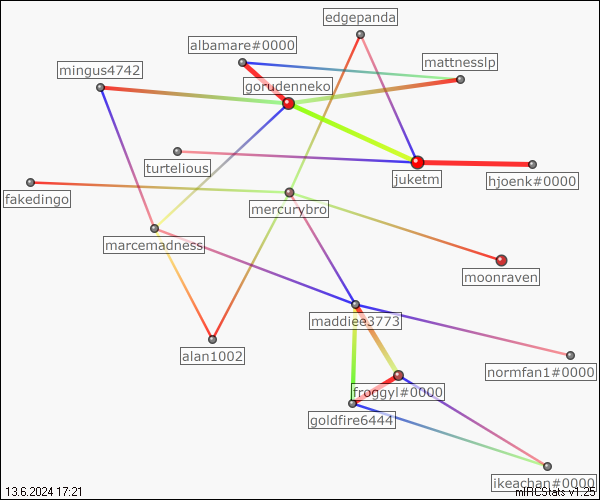 edgepanda
albamare#0000
mattnesslp
mingus4742
gorudenneko
turtelious
juketm
hjoenk#0000
fakedingo
mercurybro
marcemadness
moonraven
maddiee3773
alan1002
normfan1#0000
froggyl#0000
goldfire6444
ikeachan#0000
13.6.2024 17:21
mIRCStats v1.25